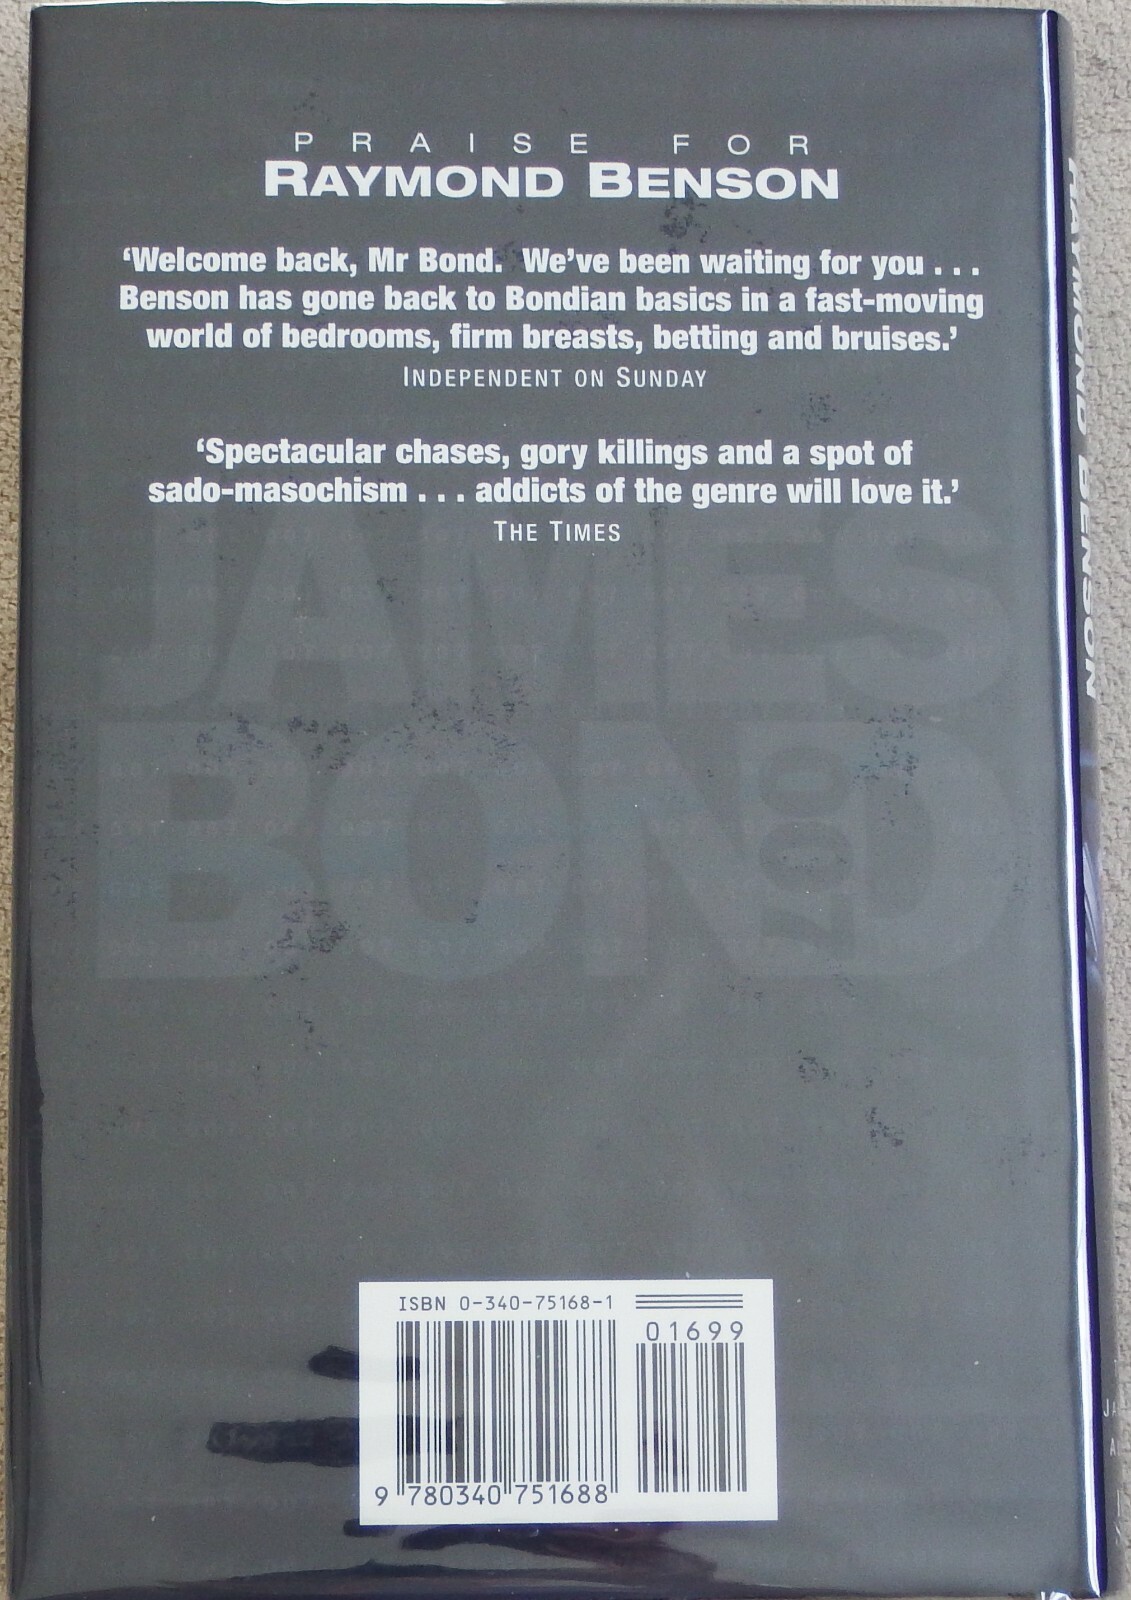 PRAISE FOR
RAYMOND BENSON
‘Welcome back, Mr Bond. We’ve been waiting for you . . .
Benson has gone back to Bondian basics in a fast-moving
world of bedrooms, firm breasts, betting and bruises.’
INDEPENDENT ON SUNDAY
‘Spectacular chases, gory killings and a spot of
sado-masochism . . . addicts of the genre will love it.’
THE TIMES
JAMES
BOND
007
ISBN 0-340-75168-1
01699
9 780340 751688
RAYMOND BENSON